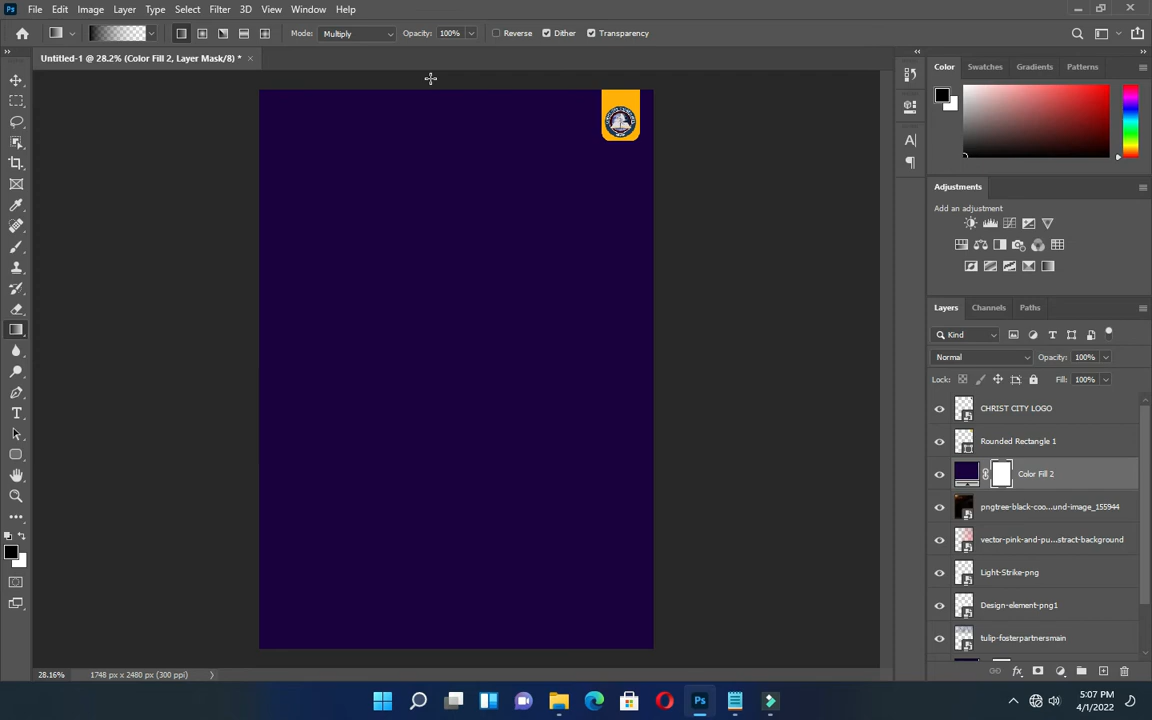 Ps File Edit Image Layer Type Select Filter 3D View Window Help
Mode: Multiply Opacity: 100% Reverse Dither Transparency
Untitled-1 @ 28.2% (Color Fill 2, Layer Mask/8) * ×
Color Swatches Gradients Patterns
Adjustments
Add an adjustment
Layers Channels Paths
Kind
Normal Opacity: 100%
Lock: Fill: 100%
CHRIST CITY LOGO
Rounded Rectangle 1
Color Fill 2
pngtree-black-coo...und-image_155944
vector-pink-and-pu...stract-background
Light-Strike-png
Design-element-png1
tulip-fosterpartnersmain
28.16% 1748 px x 2480 px (300 ppi)
Ps
5:07 PM
4/1/2022